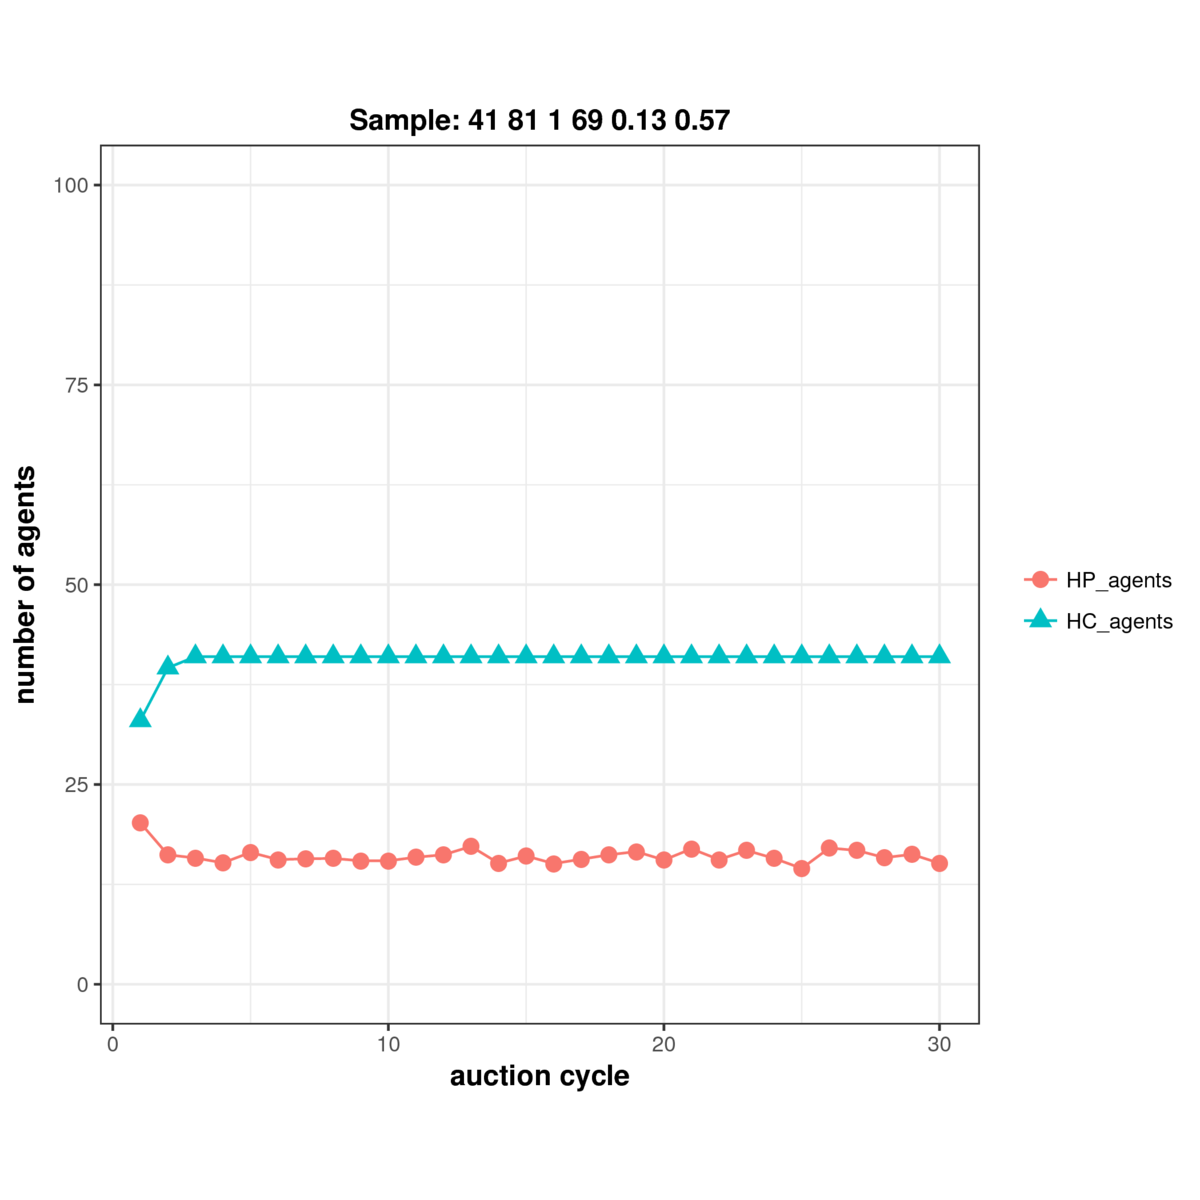 Sample: 41 81 1 69 0.13 0.57
100
75
50
25
0
number of agents
0 10 20 30
auction cycle
HP_agents
HC_agents